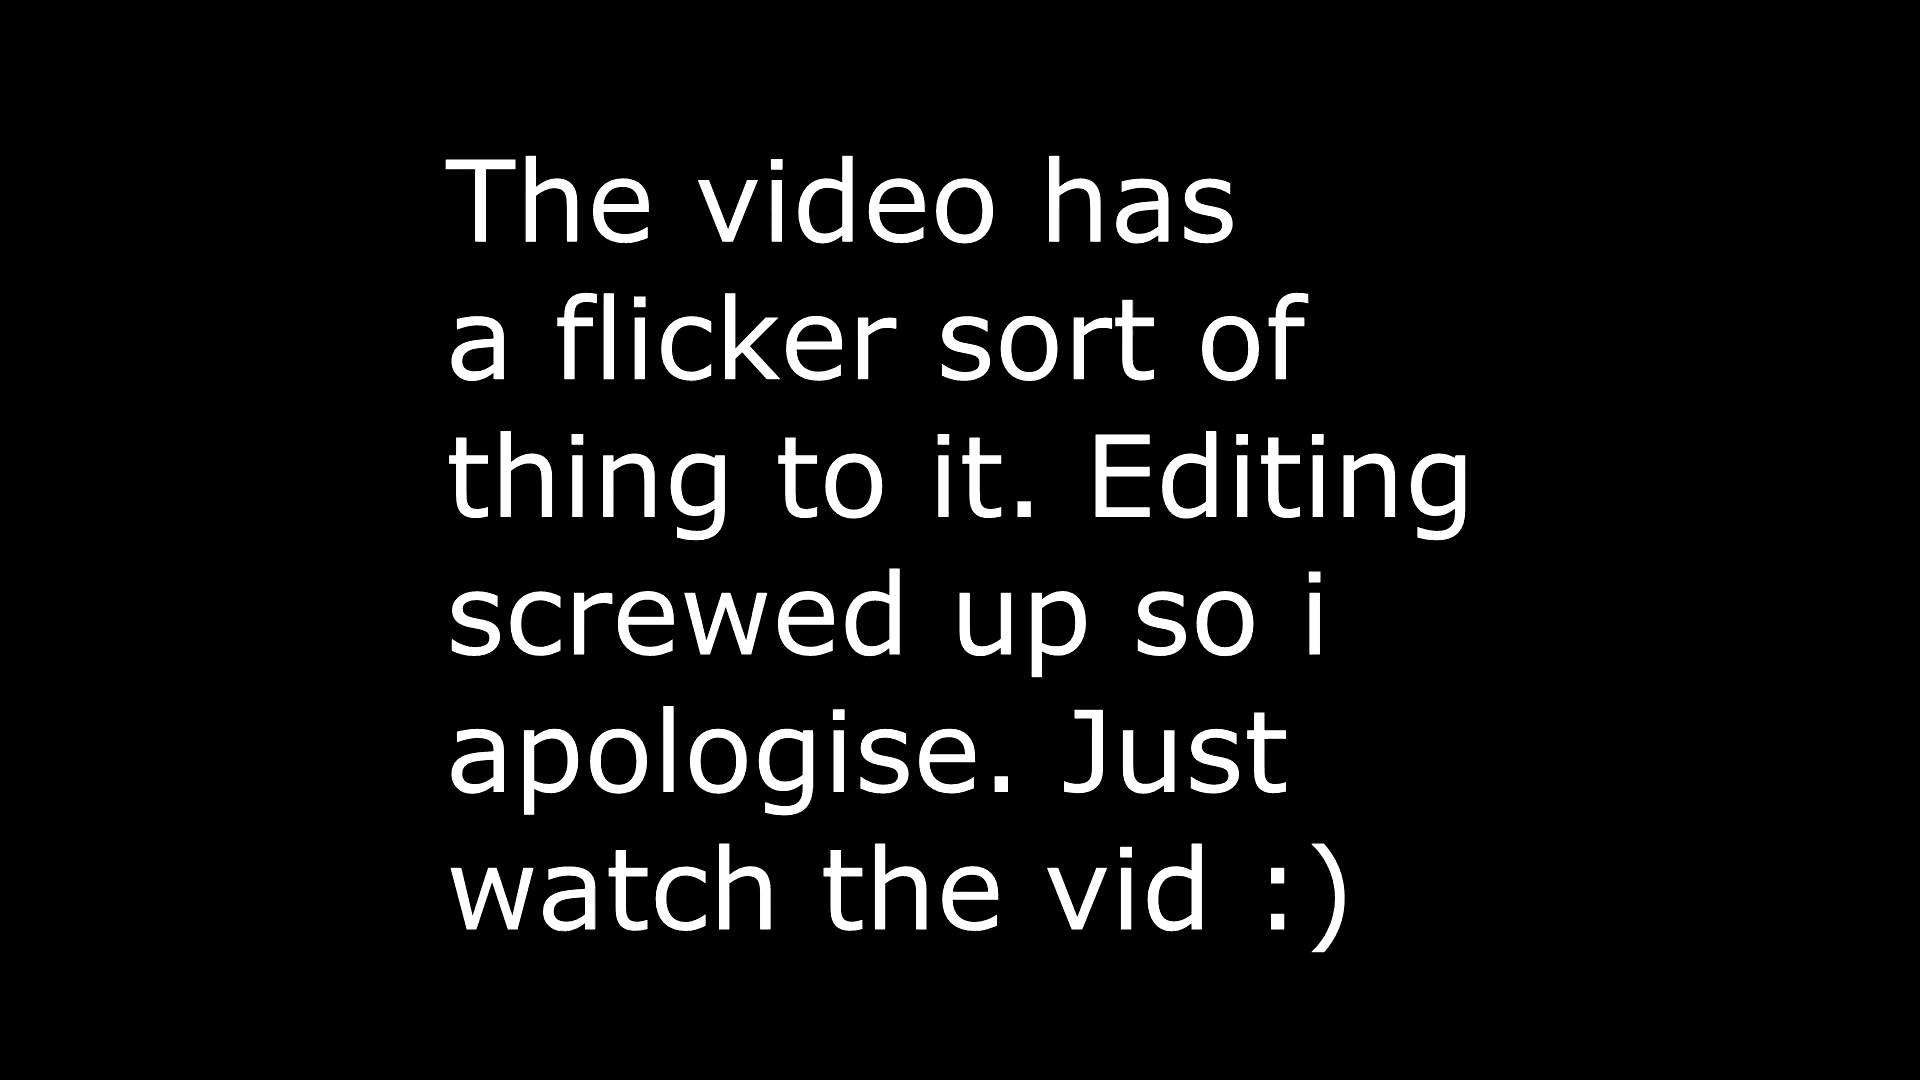 The video has
a flicker sort of
thing to it. Editing
screwed up so i
apologise. Just
watch the vid :)